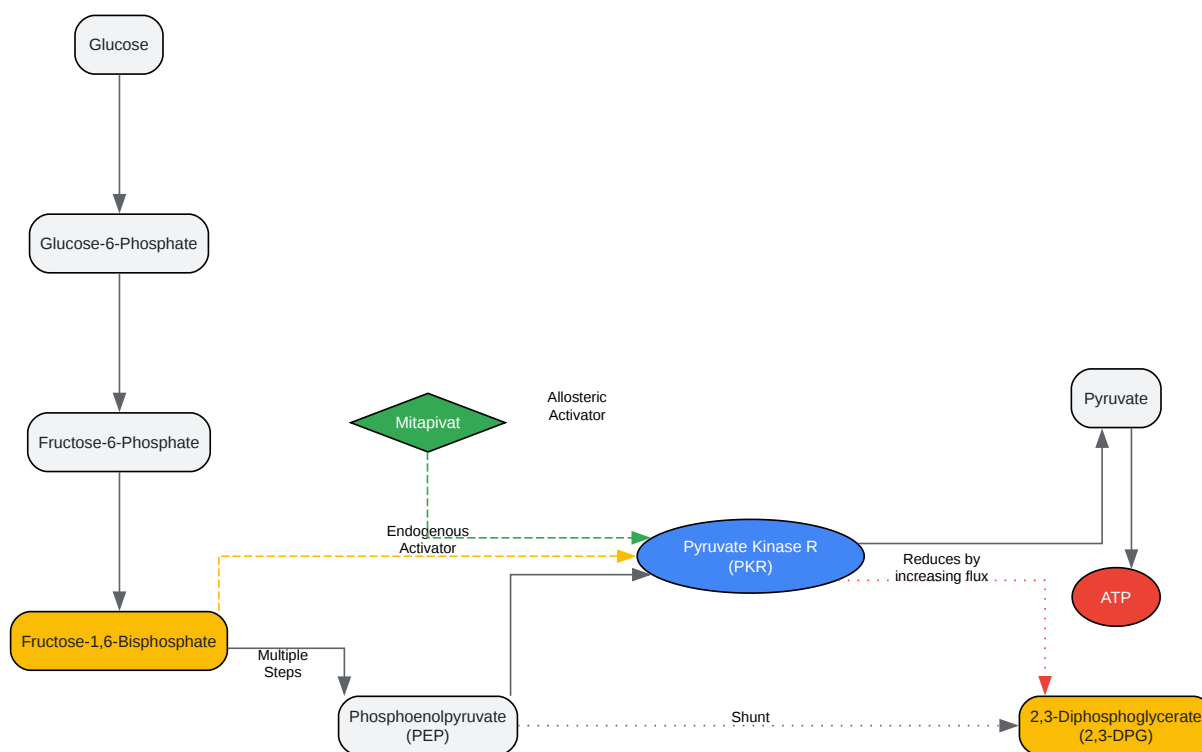 Glucose
Glucose-6-Phosphate
Fructose-6-Phosphate
Mitapivat
Allosteric
Activator
Pyruvate
Endogenous
Activator
Pyruvate Kinase R
(PKR)
Reduces by
increasing flux
ATP
Fructose-1,6-Bisphosphate
Multiple
Steps
Phosphoenolpyruvate
(PEP)
Shunt
2,3-Diphosphoglycerate
(2,3-DPG)